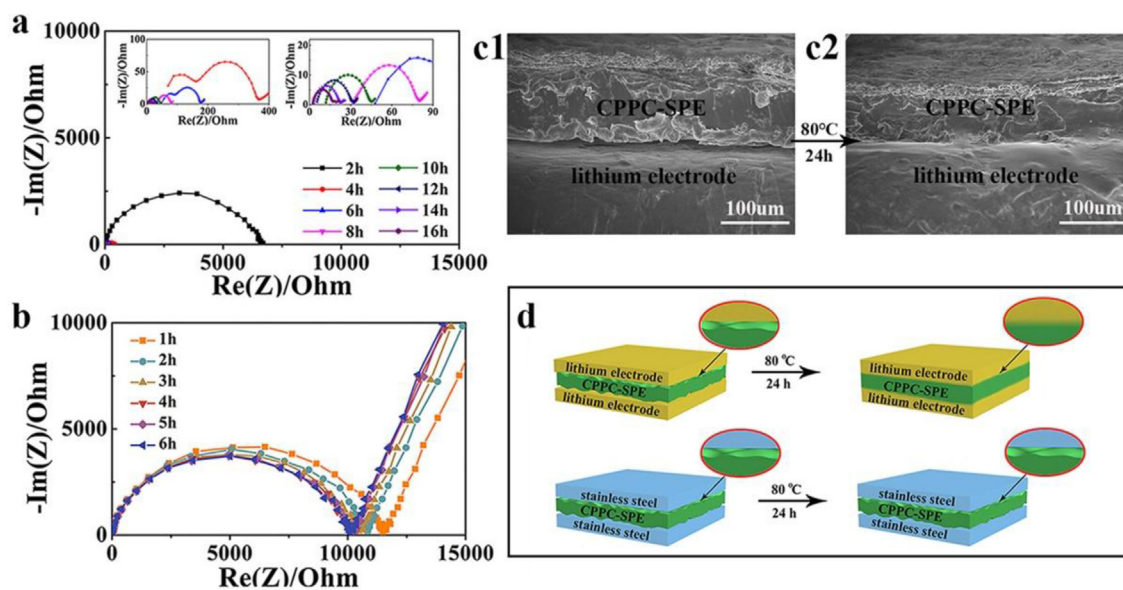 a
-Im(Z)/Ohm
10000
7500
5000
2500
0
0
5000
10000
15000
Re(Z)/Ohm
-Im(Z)/Ohm
100
50
0
0
200
400
Re(Z)/Ohm
-Im(Z)/Ohm
20
10
0
0
30
60
90
Re(Z)/Ohm
2h
4h
6h
8h
10h
12h
14h
16h
b
-Im(Z)/Ohm
10000
5000
0
0
5000
10000
15000
Re(Z)/Ohm
1h
2h
3h
4h
5h
6h
c1
CPPC-SPE
lithium electrode
100um
80°C
24h
c2
CPPC-SPE
lithium electrode
100um
d
lithium electrode
CPPC-SPE
lithium electrode
80 °C
24 h
lithium electrode
CPPC-SPE
lithium electrode
stainless steel
CPPC-SPE
stainless steel
80 °C
24 h
stainless steel
CPPC-SPE
stainless steel